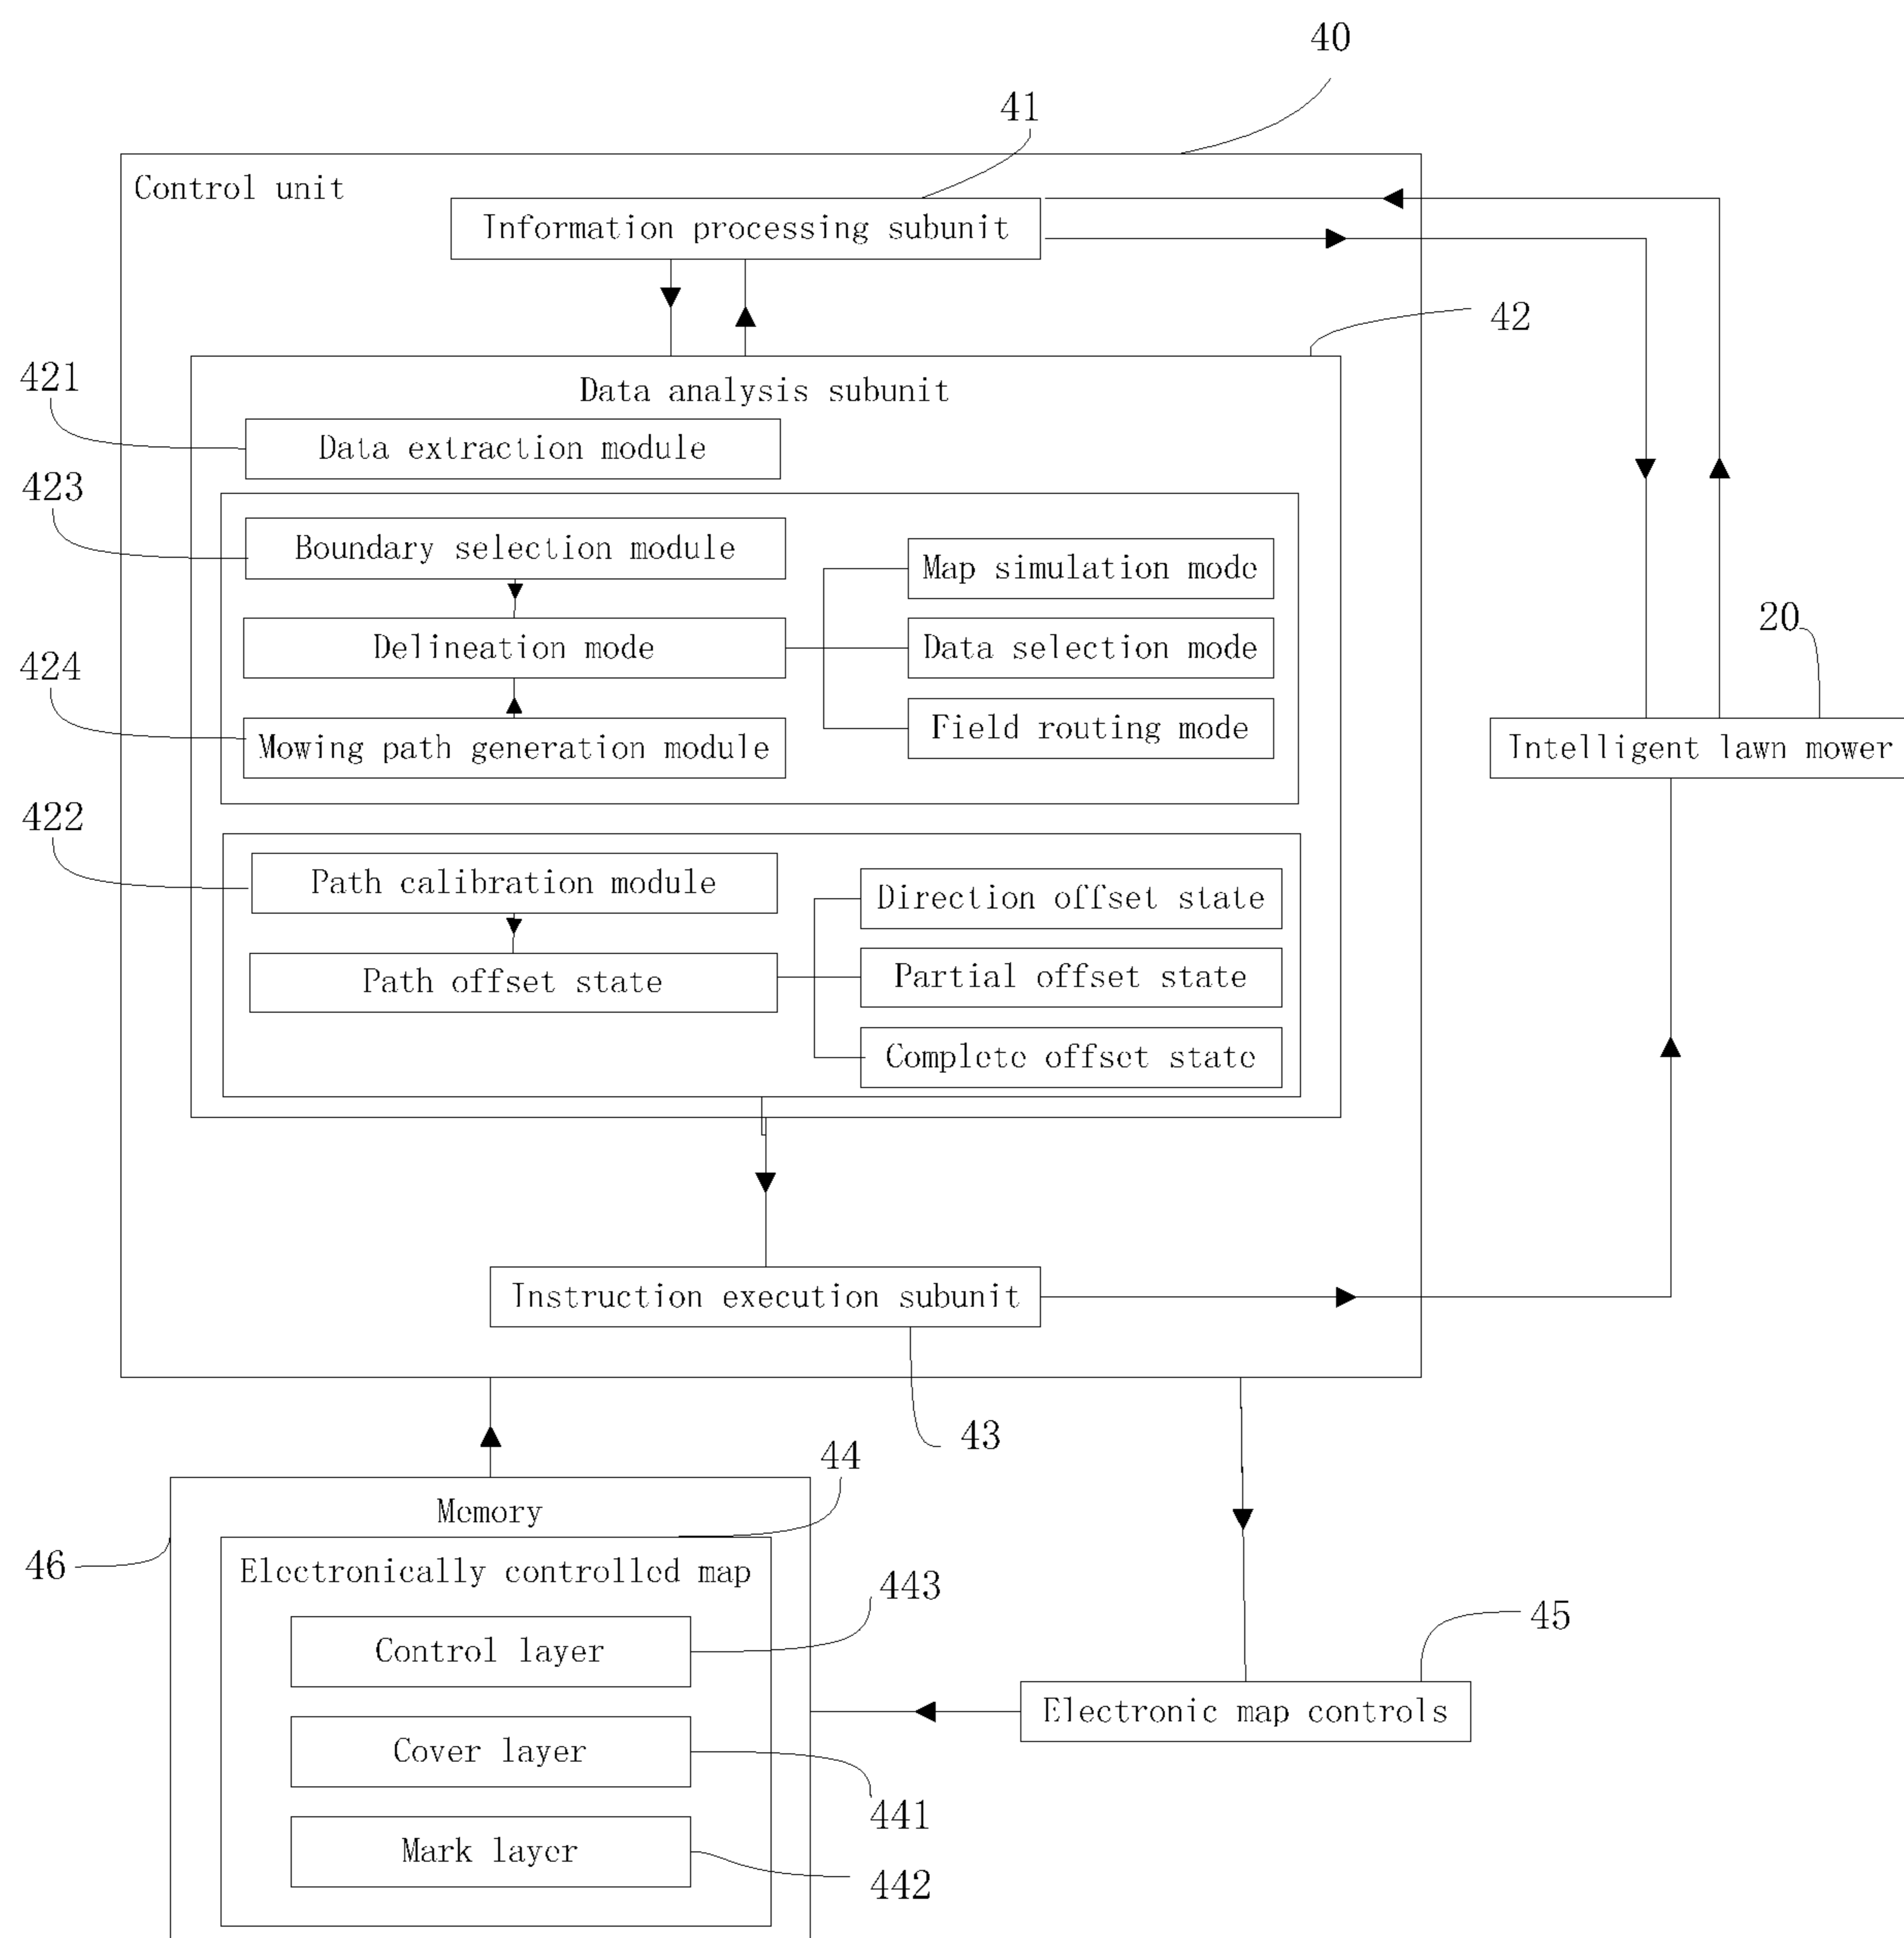 40
41
Control unit
Information processing subunit
42
Data analysis subunit
421
Data extraction module
423
Boundary selection module
Map simulation mode
Delineation mode
Data selection mode
20
424
Mowing path generation module
Field routing mode
Intelligent lawn mower
422
Path calibration module
Direction offset state
Path offset state
Partial offset state
Complete offset state
Instruction execution subunit
43
44
Memory
46
Electronically controlled map
443
Control layer
45
Electronic map controls
Cover layer
441
Mark layer
442